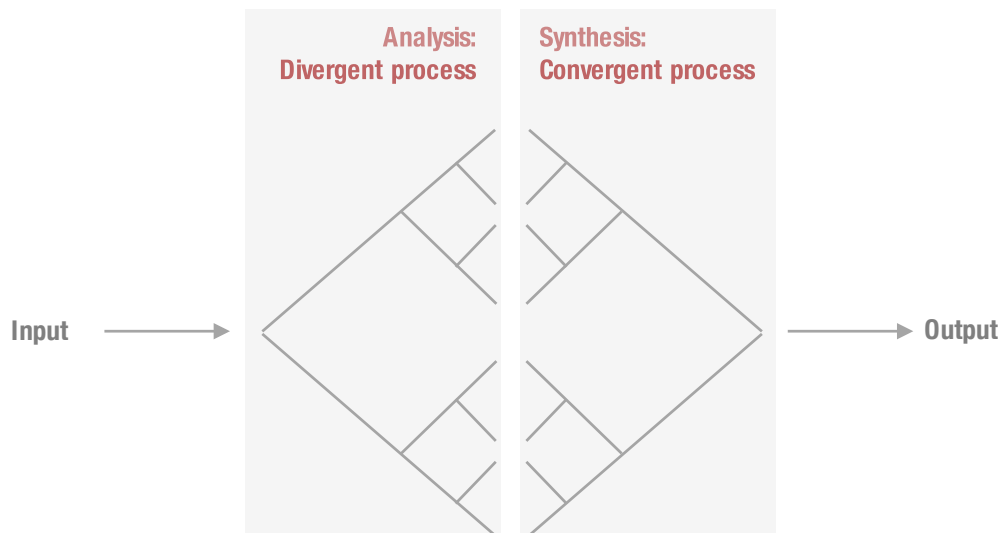 Analysis:
Divergent process
Synthesis:
Convergent process
Input
Output